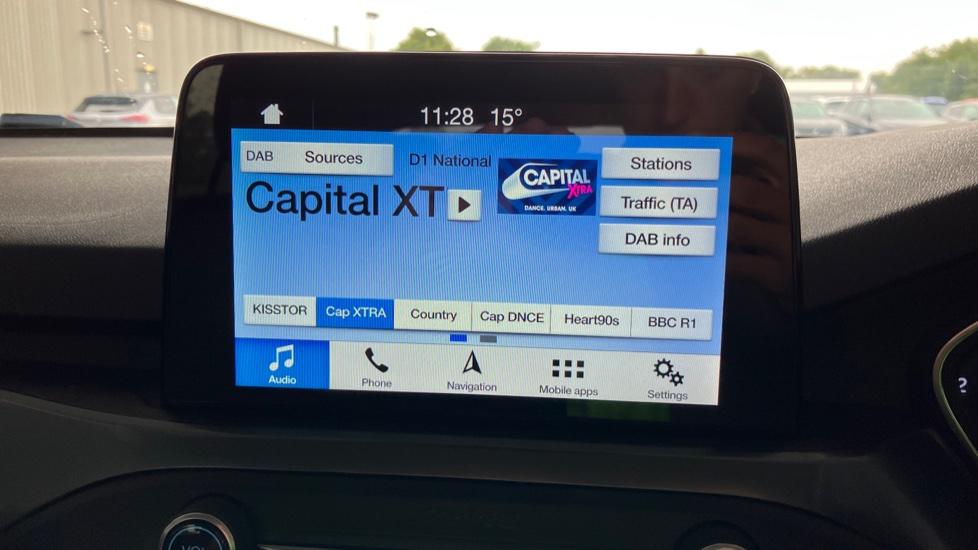 11:28 15°
DAB Sources
D1 National
CAPITAL
XTRA
DANCE. URBAN. UK
Stations
Capital XT
Traffic (TA)
DAB info
KISSTOR
Cap XTRA
Country
Cap DNCE
Heart90s
BBC R1
Audio
Phone
Navigation
Mobile apps
Settings
?
VOL